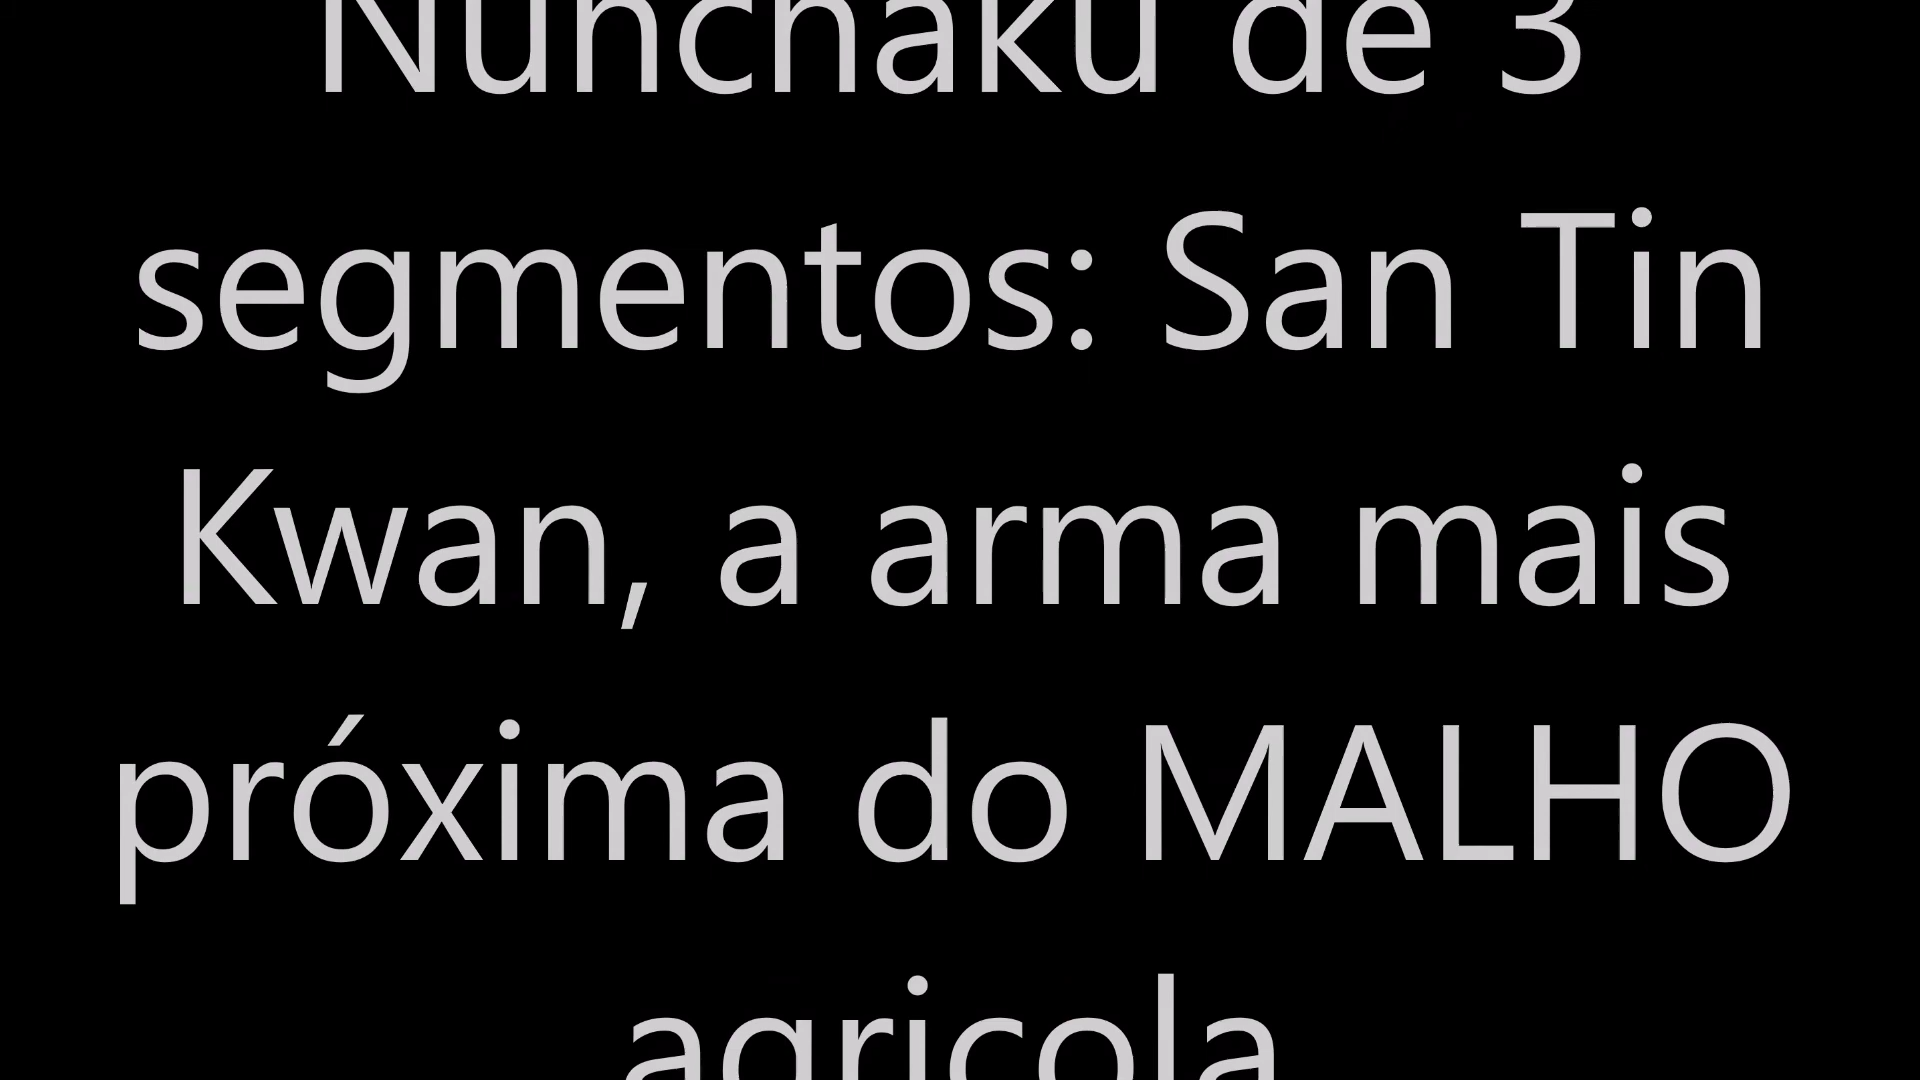 Nunchaku de 3
segmentos: San Tin
Kwan, a arma mais
próxima do MALHO
agricola